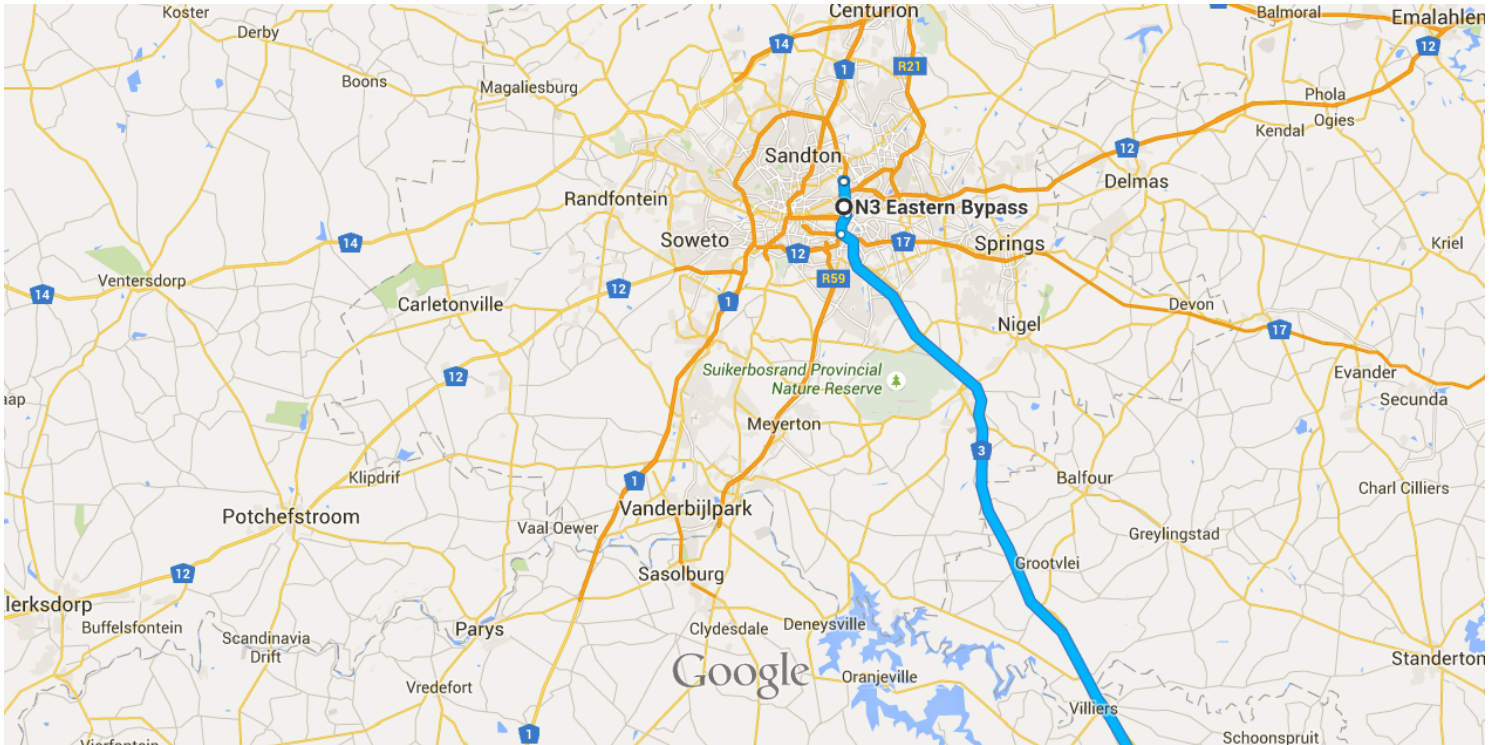 Koster
Centurion
Balmoral
Emalahlen
Derby
14
1
R21
12
Boons
Magaliesburg
Phola
Ogies
Kendal
Sandton
12
Delmas
Randfontein
N3 Eastern Bypass
Soweto
14
12
17
Springs
Kriel
Ventersdorp
R59
14
Carletonville
12
1
Devon
Nigel
17
Suikerbosrand Provincial
Nature Reserve
12
Evander
Secunda
aap
Meyerton
3
Klipdrif
1
Balfour
Charl Cilliers
Potchefstroom
Vaal Oewer
Vanderbijlpark
Greylingstad
12
Sasolburg
Grootvlei
lerksdorp
Buffelsfontein
Scandinavia
Drift
Parys
Clydesdale
Deneysville
Google
Standerton
Vredefort
Oranjeville
Villiers
1
Schoonspruit
Vierfontein